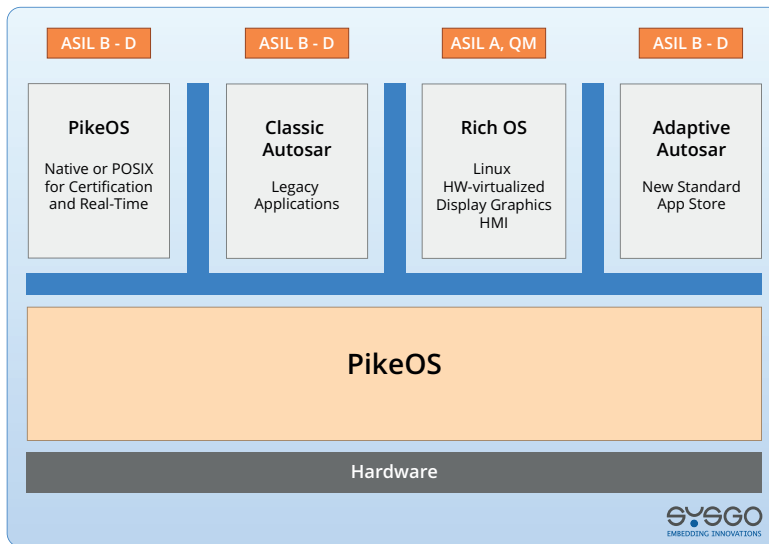 ASIL B - D
ASIL B - D
ASIL A, QM
ASIL B - D
PikeOS
Native or POSIX
for Certification
and Real-Time
Classic
Autosar
Legacy
Applications
Rich OS
Linux
HW-virtualized
Display Graphics
HMI
Adaptive
Autosar
New Standard
App Store
PikeOS
Hardware
SYSGO
EMBEDDING INNOVATIONS